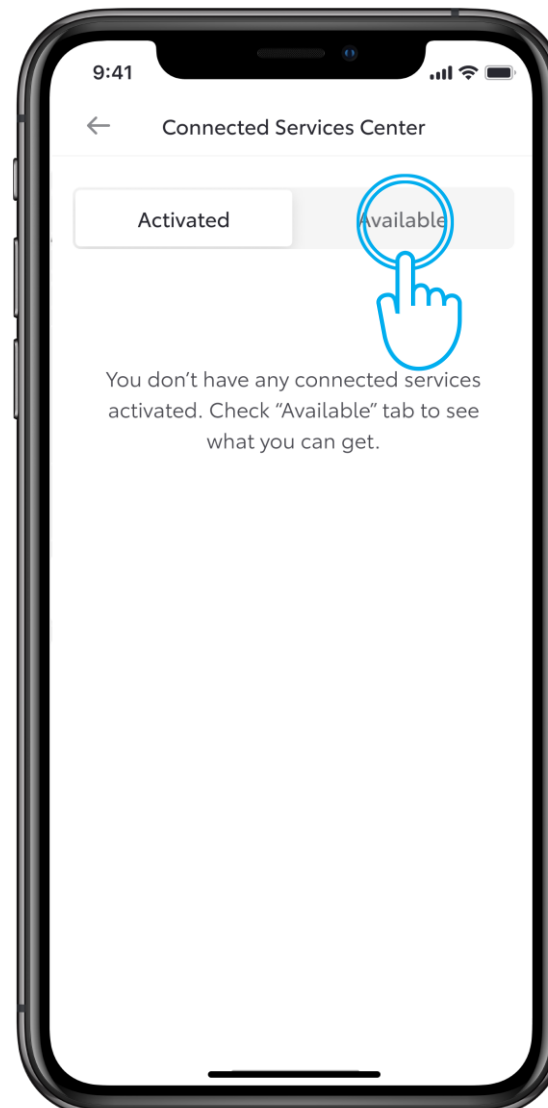 9:41
Connected Services Center
Activated
Available
You don’t have any connected services
activated. Check “Available” tab to see
what you can get.